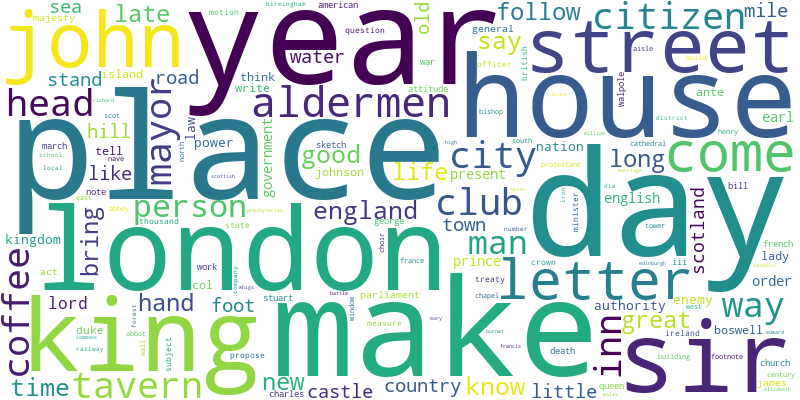 sea late john year birmingham american follow citizen mile
majesty motion old question general
island water say street
stand road think officer aisle build
write war british walpole
head attitude house ante
mayor aldermen bishop district earl
richard place henry
scot hill law power sketch good high city south william cathedral come
march tell north government nation long
school nave johnson club present protestant
local like scottish life day
note person england english die bill
east bring abbey presbyterian minister scotland
thousand george town man number tower french
kingdom london choir state france prince crown iii edinburgh lady
act col work company treaty letter catholic order
coffee lord hand stuart parliament chapel authority enemy west way
duke king foot battle window make inn great boswell edward
commons abbot forest whigs measure mary burnet building church
railway wall subject propose death francis sir footnote century
time tavern new charles castle country know little queen james elizabeth